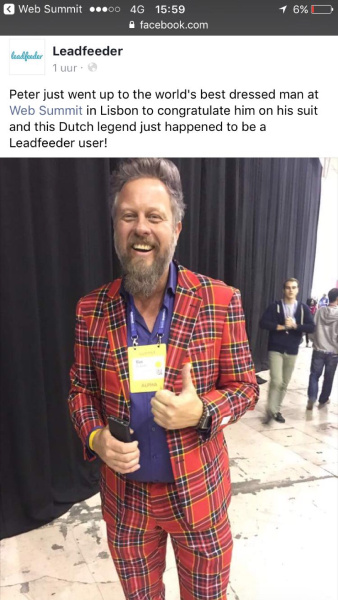 Web Summit 4G 15:59 6%
facebook.com
leadfeeder
Leadfeeder
1 uur
Peter just went up to the world's best dressed man at
Web Summit in Lisbon to congratulate him on his suit
and this Dutch legend just happened to be a
Leadfeeder user!
ALPHA